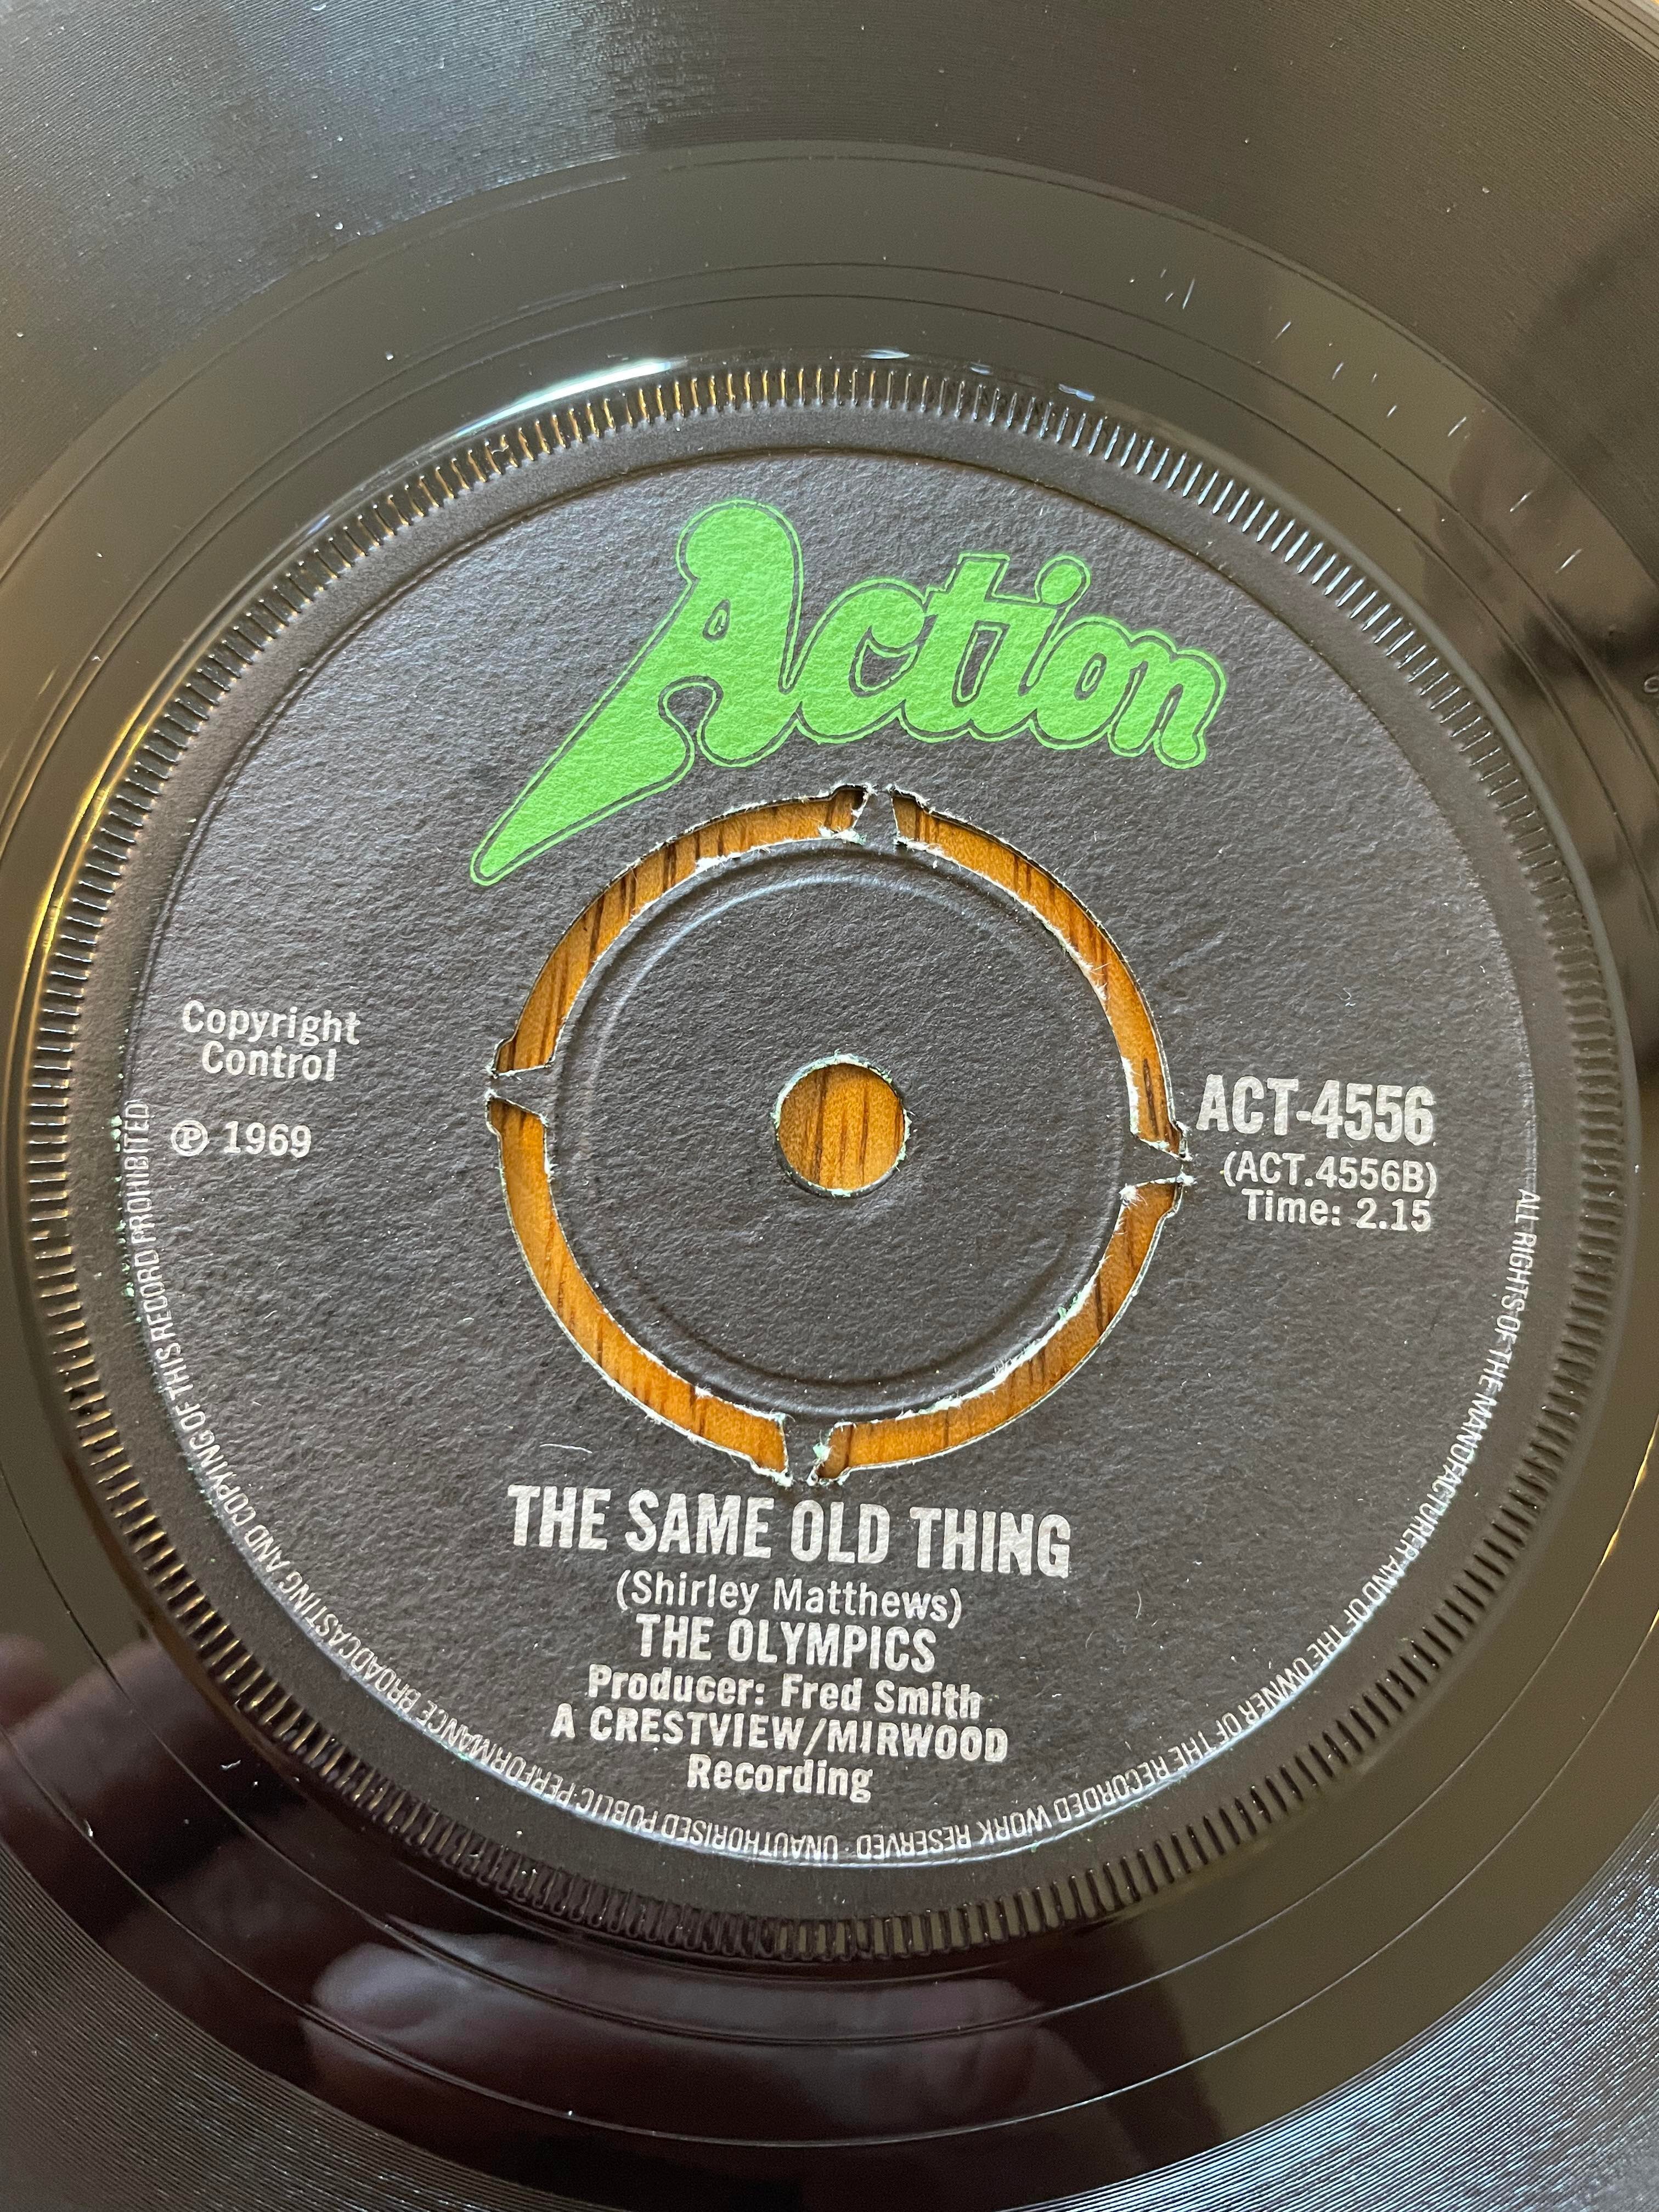 Action
Copyright
Control
℗ 1969
ACT-4556
(ACT.4556B)
Time: 2.15
THE SAME OLD THING
(Shirley Matthews)
THE OLYMPICS
Producer: Fred Smith
A CRESTVIEW/MIRWOOD
Recording
ALL RIGHTS OF THE MANUFACTURER AND OF THE OWNER OF THE RECORDED WORK RESERVED · UNAUTHORISED PUBLIC PERFORMANCE BROADCASTING AND COPYING OF THIS RECORD PROHIBITED